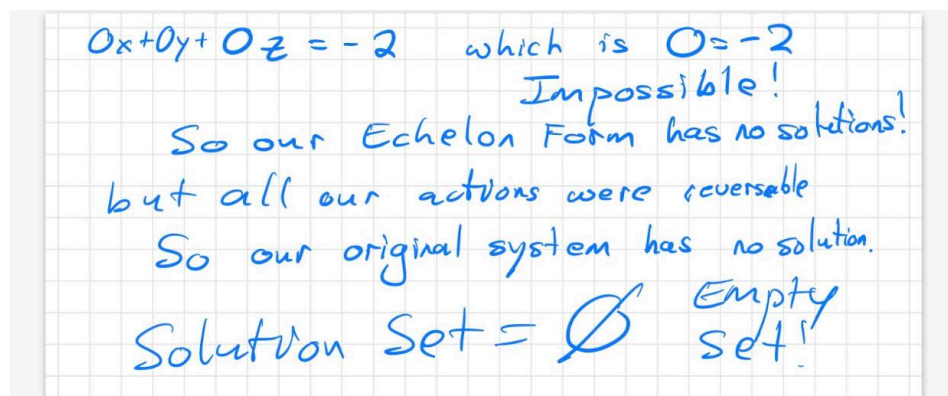 0x+0y+0z = -2 which is 0=-2
Impossible!
So our Echelon Form has no solutions!
but all our actions were reversable
So our original system has no solution.
Solution Set = ∅ Empty
set!